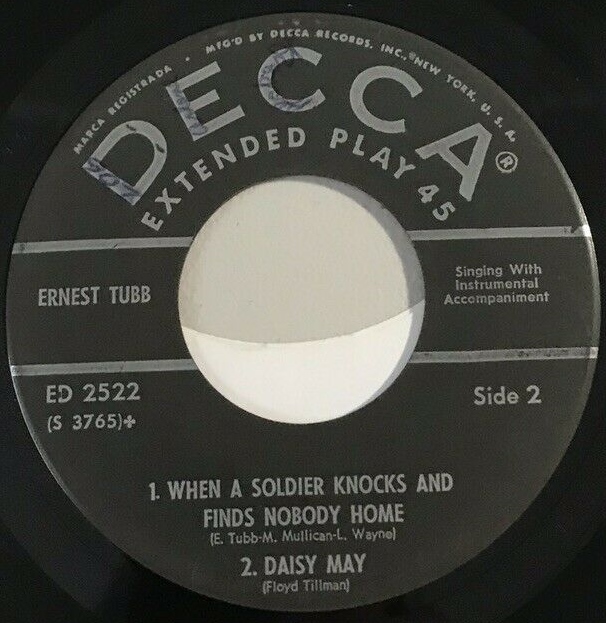 MARCA REGISTRADA • MFG'D BY DECCA RECORDS, INC., NEW YORK, U. S. A.
DECCA®
EXTENDED PLAY 45
ERNEST TUBB
Singing With
Instrumental
Accompaniment
ED 2522
(S 3765)✤
Side 2
1. WHEN A SOLDIER KNOCKS AND
FINDS NOBODY HOME
(E. Tubb-M. Mullican-L. Wayne)
2. DAISY MAY
(Floyd Tillman)